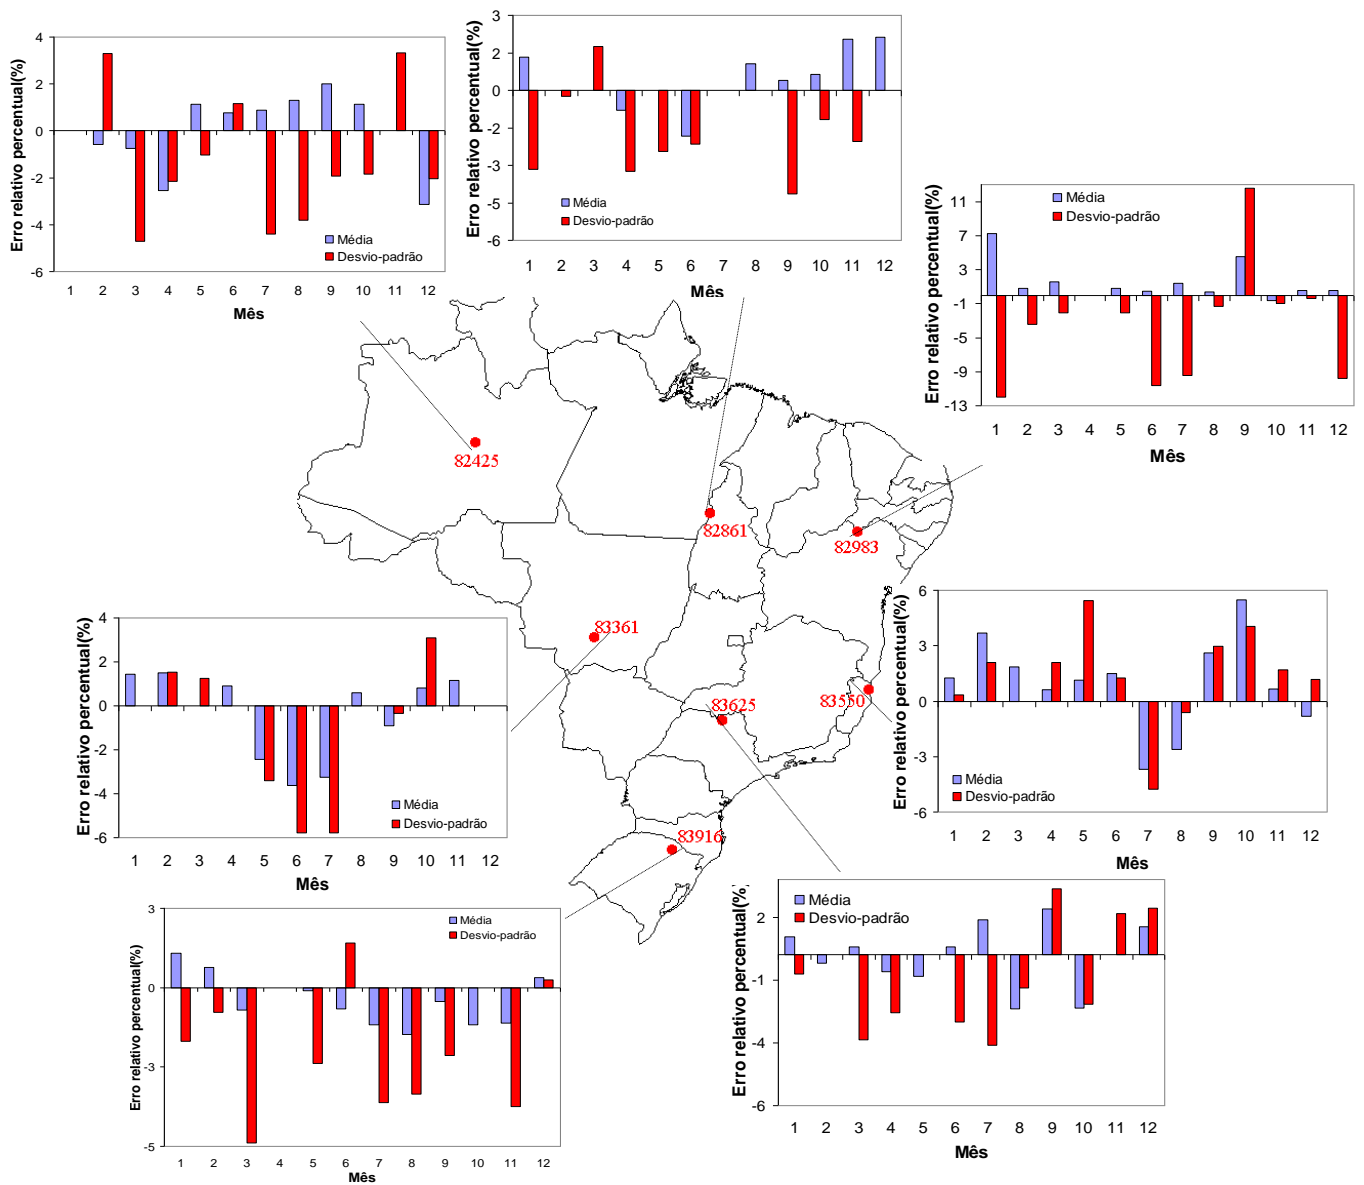 Erro relativo percentual(%)
4
2
0
-2
-4
-6
Média
Desvio-padrão
1 2 3 4 5 6 7 8 9 10 11 12
Mês
Erro relativo percentual(%)
3
2
0
-2
-3
-5
-6
Média
Desvio-padrão
1 2 3 4 5 6 7 8 9 10 11 12
Mês
Erro relativo percentual(%)
11
7
3
-1
-5
-9
-13
Média
Desvio-padrão
1 2 3 4 5 6 7 8 9 10 11 12
Mês
82425
82861
82983
83361
83625
83550
83916
Erro relativo percentual(%)
4
2
0
-2
-4
-6
Média
Desvio-padrão
1 2 3 4 5 6 7 8 9 10 11 12
Mês
Erro relativo percentual(%)
6
3
0
-3
-6
Média
Desvio-padrão
1 2 3 4 5 6 7 8 9 10 11 12
Mês
Erro relativo percentual(%)
3
0
-3
-5
Média
Desvio-padrão
1 2 3 4 5 6 7 8 9 10 11 12
Mês
Erro relativo percentual(%
2
-1
-4
-6
Média
Desvio-padrão
1 2 3 4 5 6 7 8 9 10 11 12
Mês